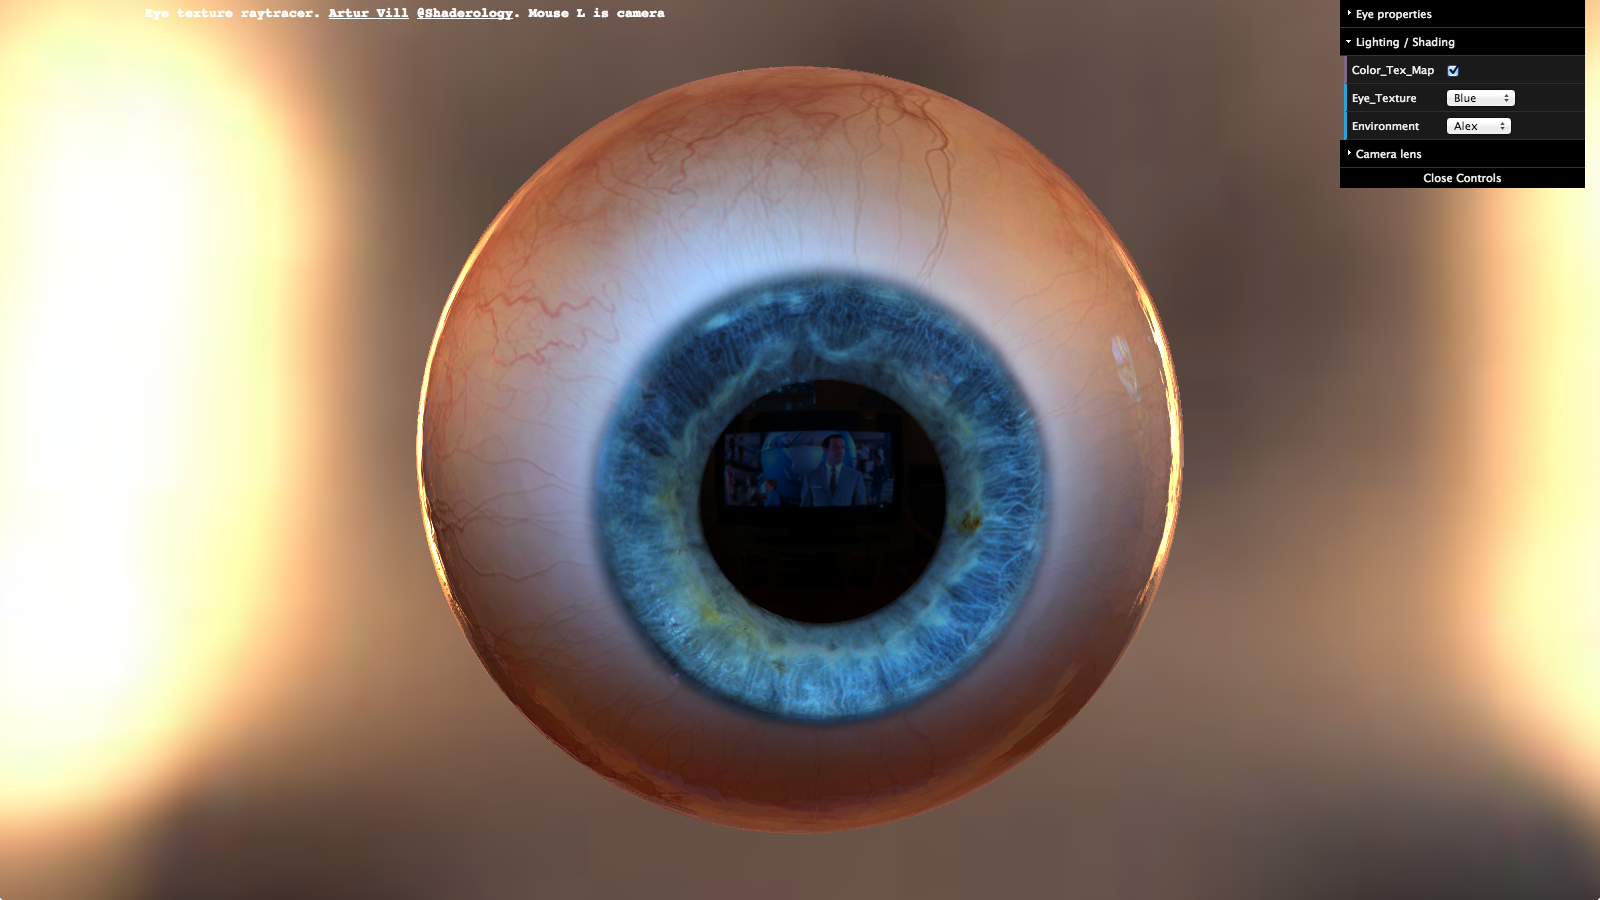 Eye texture raytracer. Artur Vill @Shaderology. Mouse L is camera
Eye properties
Lighting / Shading
Color_Tex_Map
Eye_Texture Blue
Environment Alex
Camera lens
Close Controls